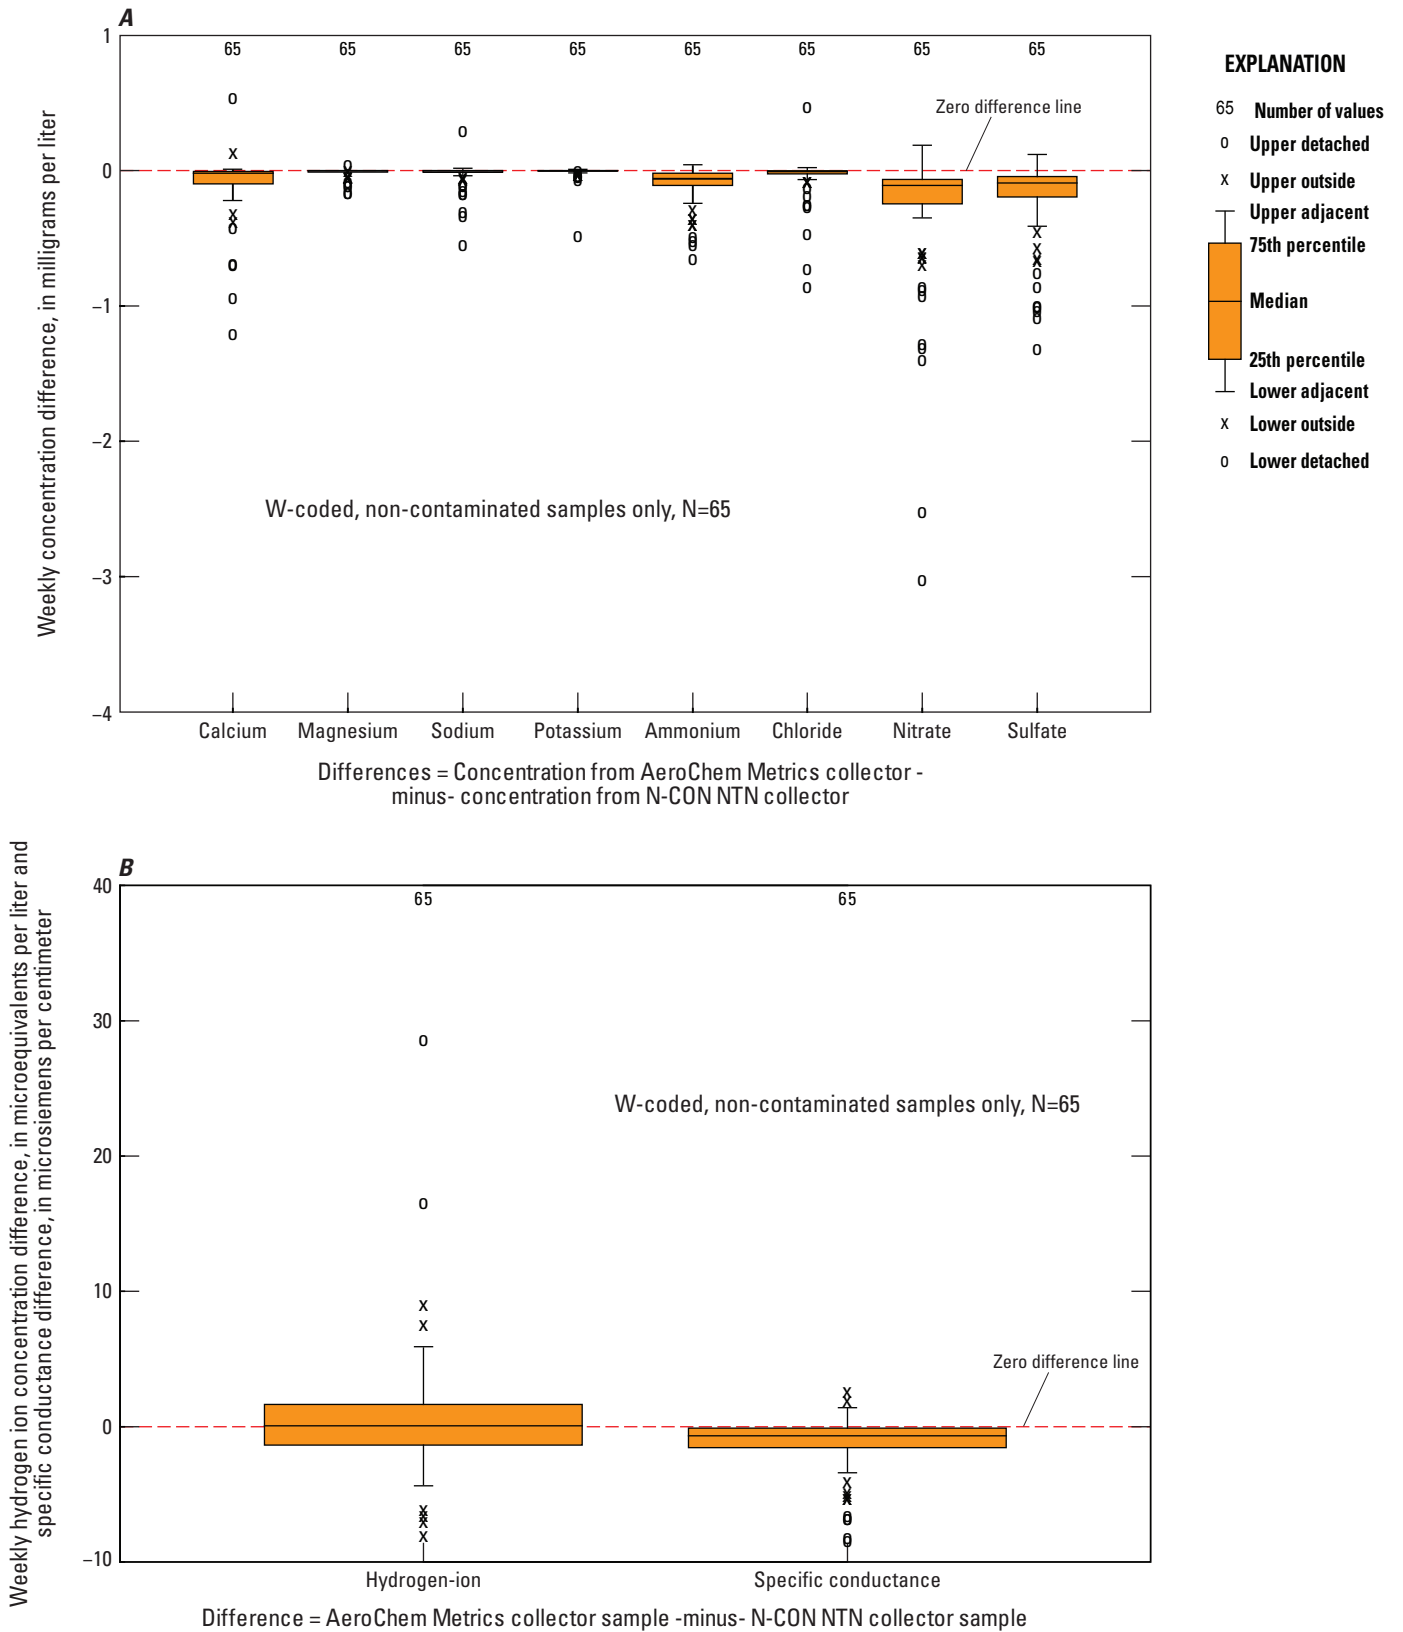 A
1
0
–1
–2
–3
–4
Weekly concentration difference, in milligrams per liter
65 65 65 65 65 65 65 65
Zero difference line
W-coded, non-contaminated samples only, N=65
Calcium Magnesium Sodium Potassium Ammonium Chloride Nitrate Sulfate
Differences = Concentration from AeroChem Metrics collector -
minus- concentration from N-CON NTN collector
EXPLANATION
65 Number of values
o Upper detached
x Upper outside
Upper adjacent
75th percentile
Median
25th percentile
Lower adjacent
x Lower outside
o Lower detached
B
40
30
20
10
0
–10
Weekly hydrogen ion concentration difference, in microequivalents per liter and
specific conductance difference, in microsiemens per centimeter
65 65
W-coded, non-contaminated samples only, N=65
Zero difference line
Hydrogen-ion Specific conductance
Difference = AeroChem Metrics collector sample -minus- N-CON NTN collector sample